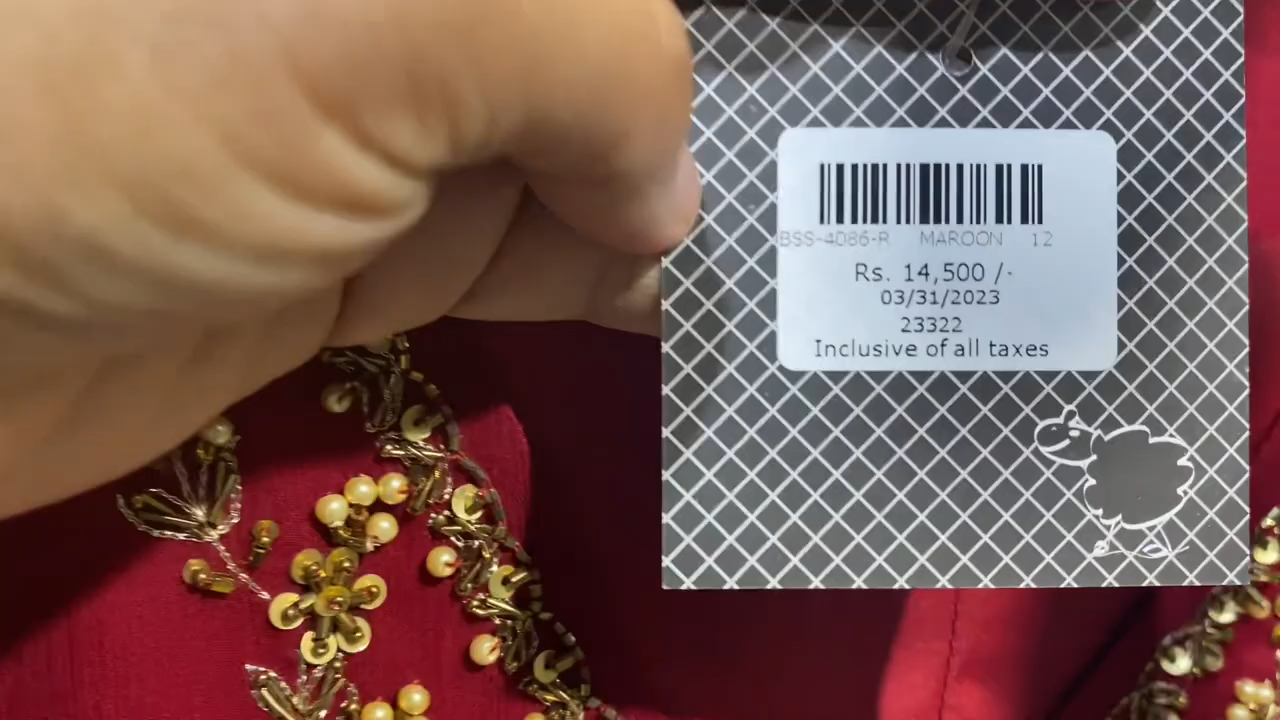 BSS-4086-R MAROON 12
Rs. 14,500 /-
03/31/2023
23322
Inclusive of all taxes